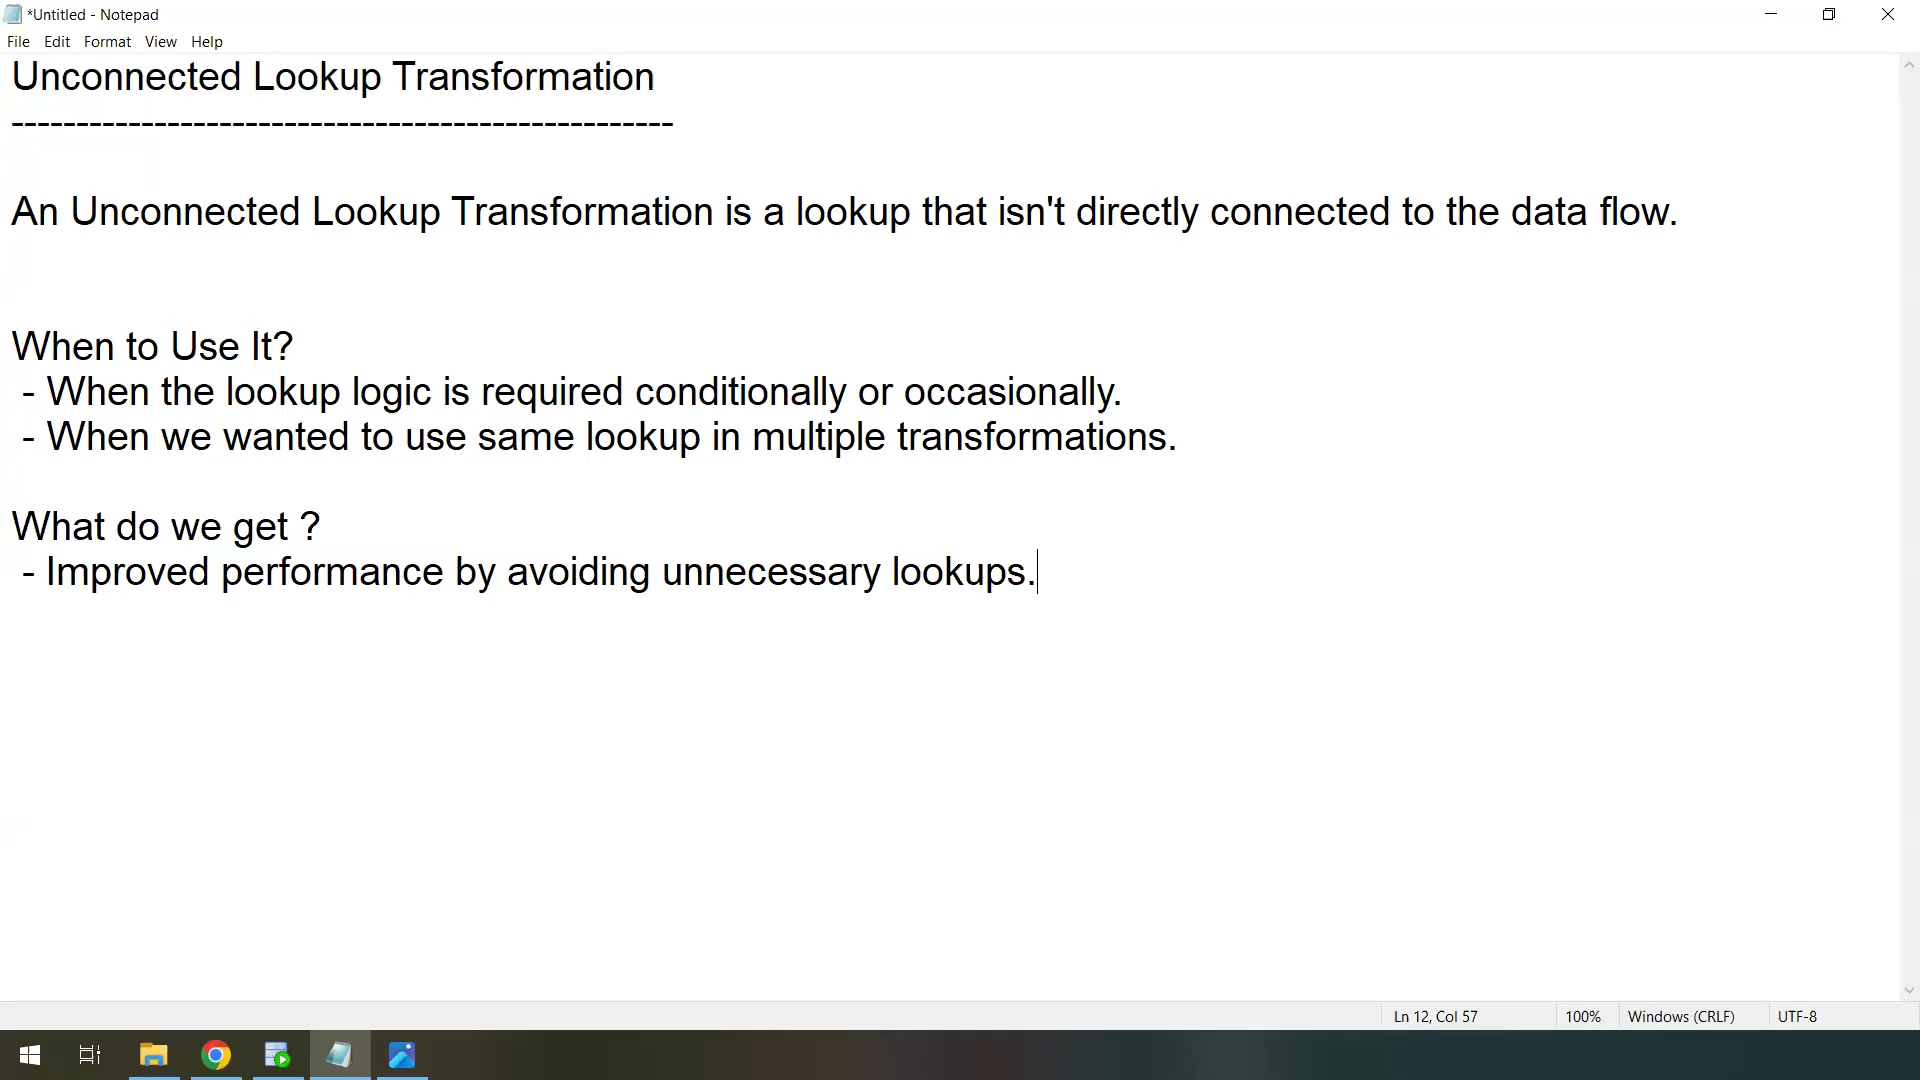 *Untitled - Notepad
File Edit Format View Help
Unconnected Lookup Transformation
---------------------------------------------------
An Unconnected Lookup Transformation is a lookup that isn't directly connected to the data flow.
When to Use It?
- When the lookup logic is required conditionally or occasionally.
- When we wanted to use same lookup in multiple transformations.
What do we get ?
- Improved performance by avoiding unnecessary lookups.
Ln 12, Col 57 100% Windows (CRLF) UTF-8